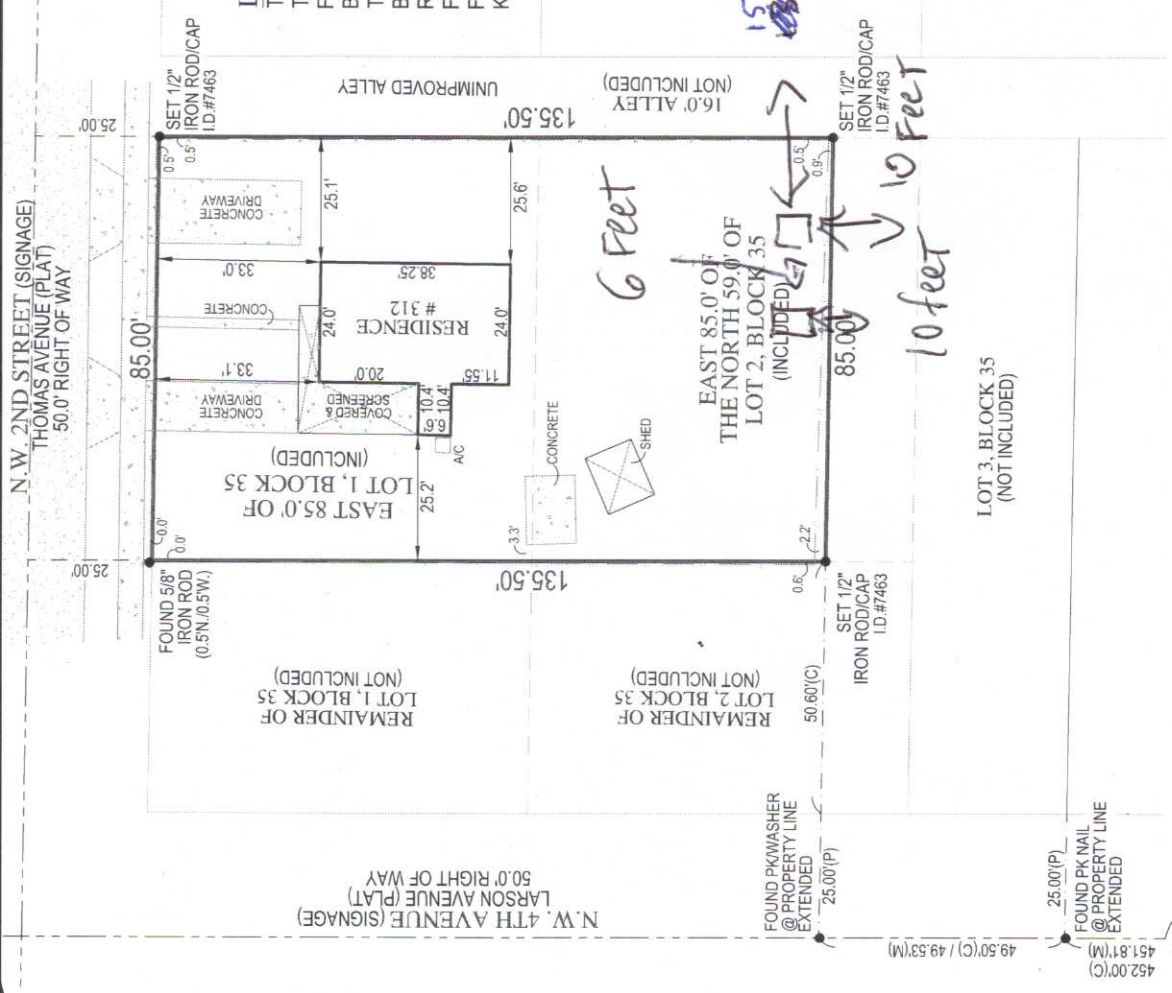 N.W. 2ND STREET (SIGNAGE)
THOMAS AVENUE (PLAT)
50.0' RIGHT OF WAY
25.00'
85.00'
25.00'
FOUND 5/8"
IRON ROD
(0.5'N./0.5'W.)
0.0'
0.0'
SET 1/2"
IRON ROD/CAP
I.D.#7463
0.5'
0.5'
CONCRETE
DRIVEWAY
33.1'
CONCRETE
33.0'
CONCRETE
DRIVEWAY
EAST 85.0' OF
LOT 1, BLOCK 35
(INCLUDED)
COVERED &
SCREENED
20.0'
24.0'
RESIDENCE
# 312
38.25'
24.0'
11.55'
10.4'
10.4'
6.6'
A/C
25.2'
25.1'
25.6'
UNIMPROVED ALLEY
135.50'
16.0' ALLEY
(NOT INCLUDED)
135.50'
3.3'
CONCRETE
SHED
REMAINDER OF
LOT 1, BLOCK 35
(NOT INCLUDED)
REMAINDER OF
LOT 2, BLOCK 35
(NOT INCLUDED)
6 Feet
EAST 85.0' OF
THE NORTH 59.0' OF
LOT 2, BLOCK 35
(INCLUDED)
15
0.5'
0.9'
2.2'
0.6'
85.00'
10 feet
10 Feet
SET 1/2"
IRON ROD/CAP
I.D.#7463
SET 1/2"
IRON ROD/CAP
I.D.#7463
50.60'(C)
LOT 3, BLOCK 35
(NOT INCLUDED)
N.W. 4TH AVENUE (SIGNAGE)
LARSON AVENUE (PLAT)
50.0' RIGHT OF WAY
FOUND PK/WASHER
@ PROPERTY LINE
EXTENDED
25.00'(P)
49.50'(C) / 49.53'(M)
25.00'(P)
FOUND PK NAIL
@ PROPERTY LINE
EXTENDED
452.00'(C)
451.81'(M)